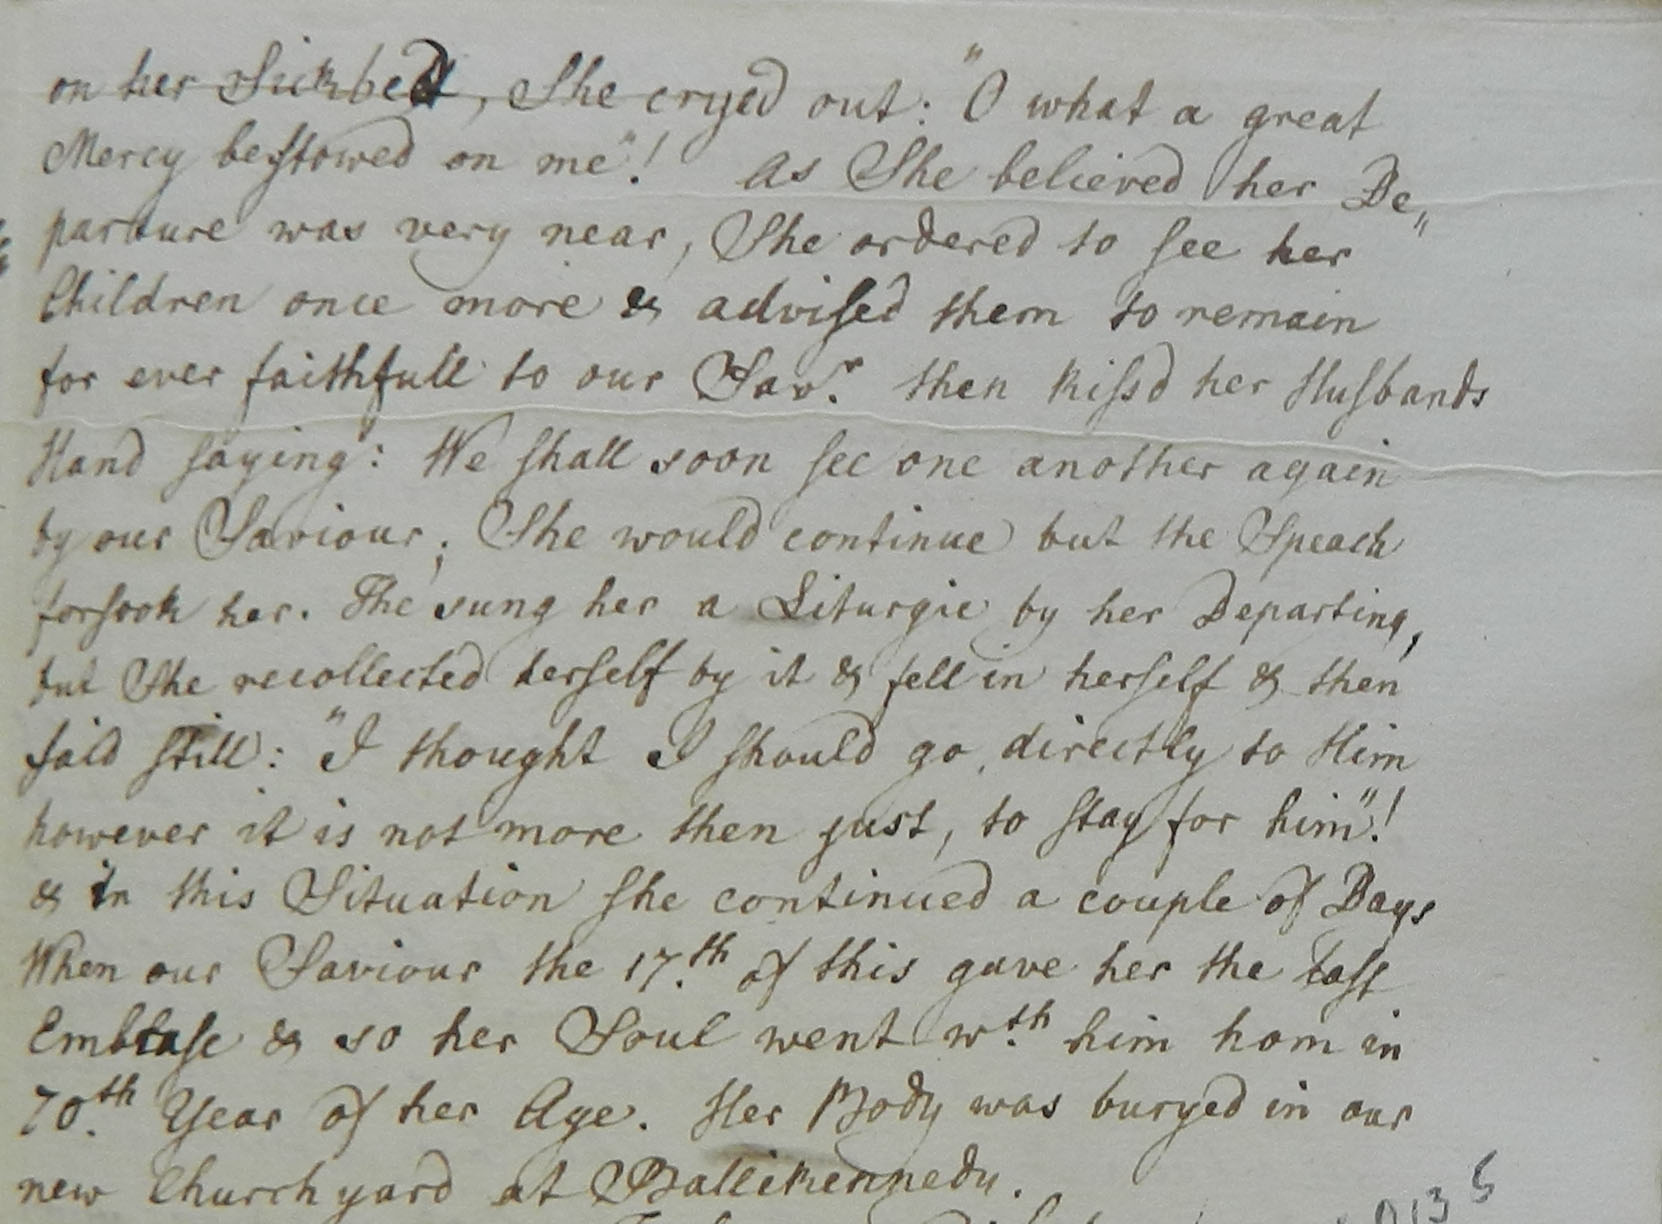 on her Sickbed, She cryed out: "O what a great
Mercy bestowed on me"! As She believed her De„
parture was very near, She ordered to see her
Children once more & advised them to remain
for ever faithfull to our Savr. then kiss'd her Husbands
Hand saying: We shall soon see one another again
by our Saviour; She would continue but the Speach
forsook her. The sung her a Liturgie by her Departing,
but She recollected herself by it & fell in herself & then
said still: "I thought I should go directly to Him
however it is not more then just, to stay for him"!
& in this Situation she continued a couple of Days
When our Saviour the 17.th of this gave her the last
& so her Soul went w.th him hom in
70.th Year of her Age. Her Body was buryed in our
new Churchyard at Ballikennedy.